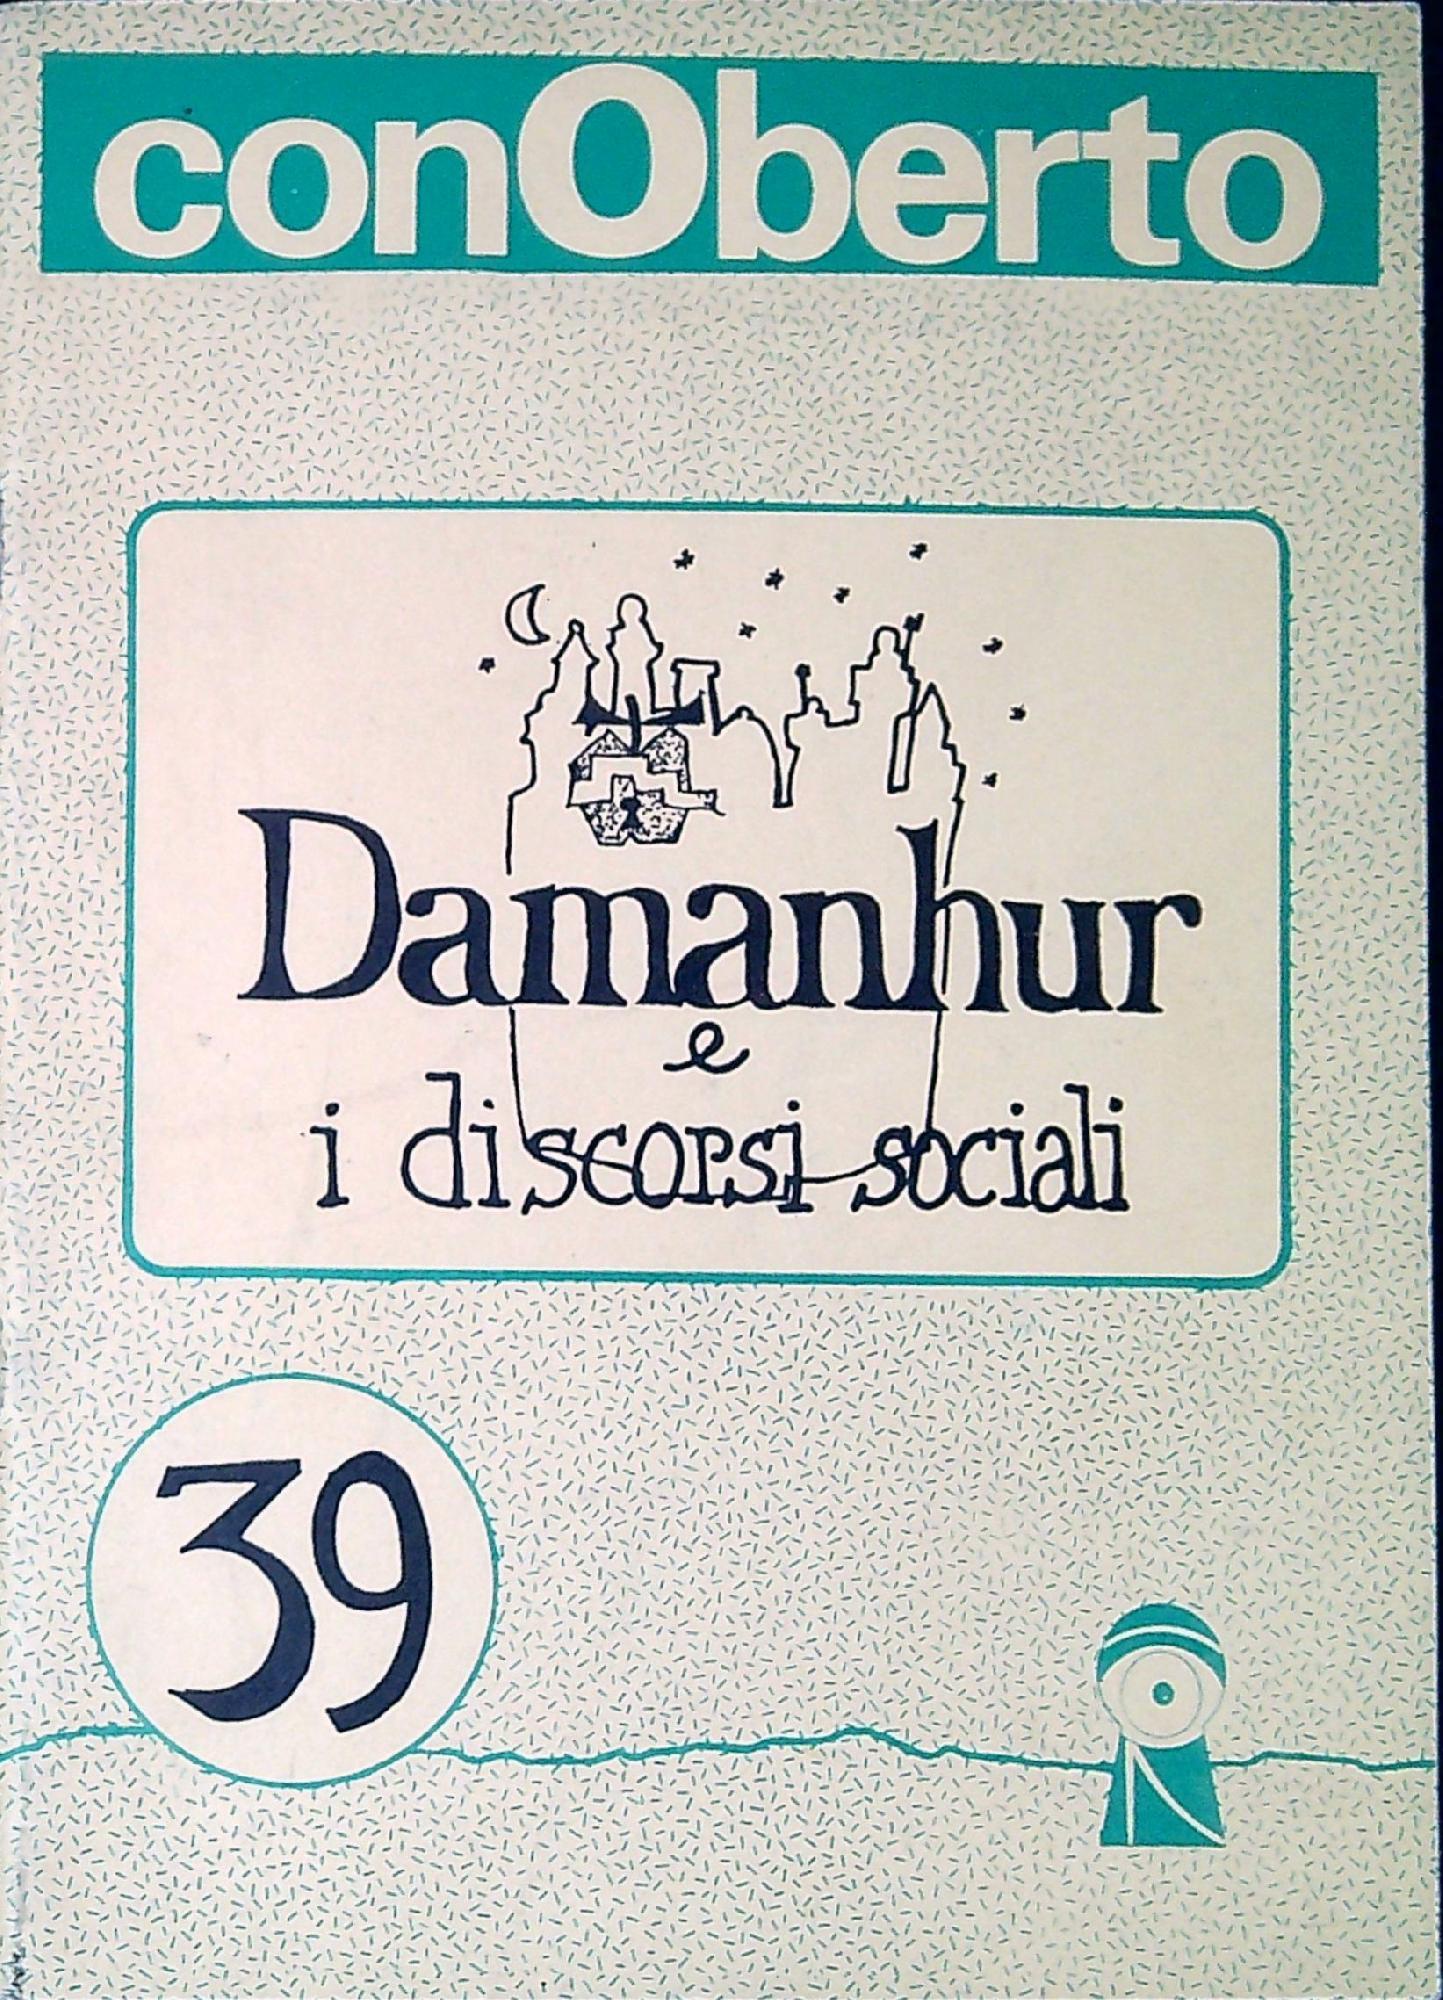 conOberto
Damanhur
e
i discorsi sociali
39